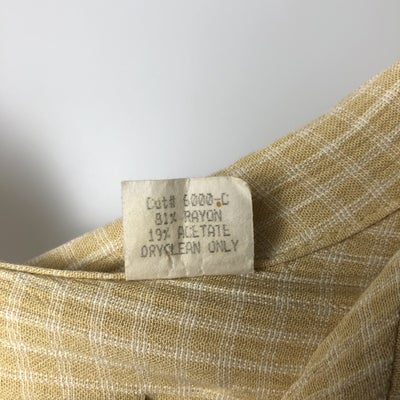 Cut# 6000-C
81% RAYON
19% ACETATE
DRYCLEAN ONLY